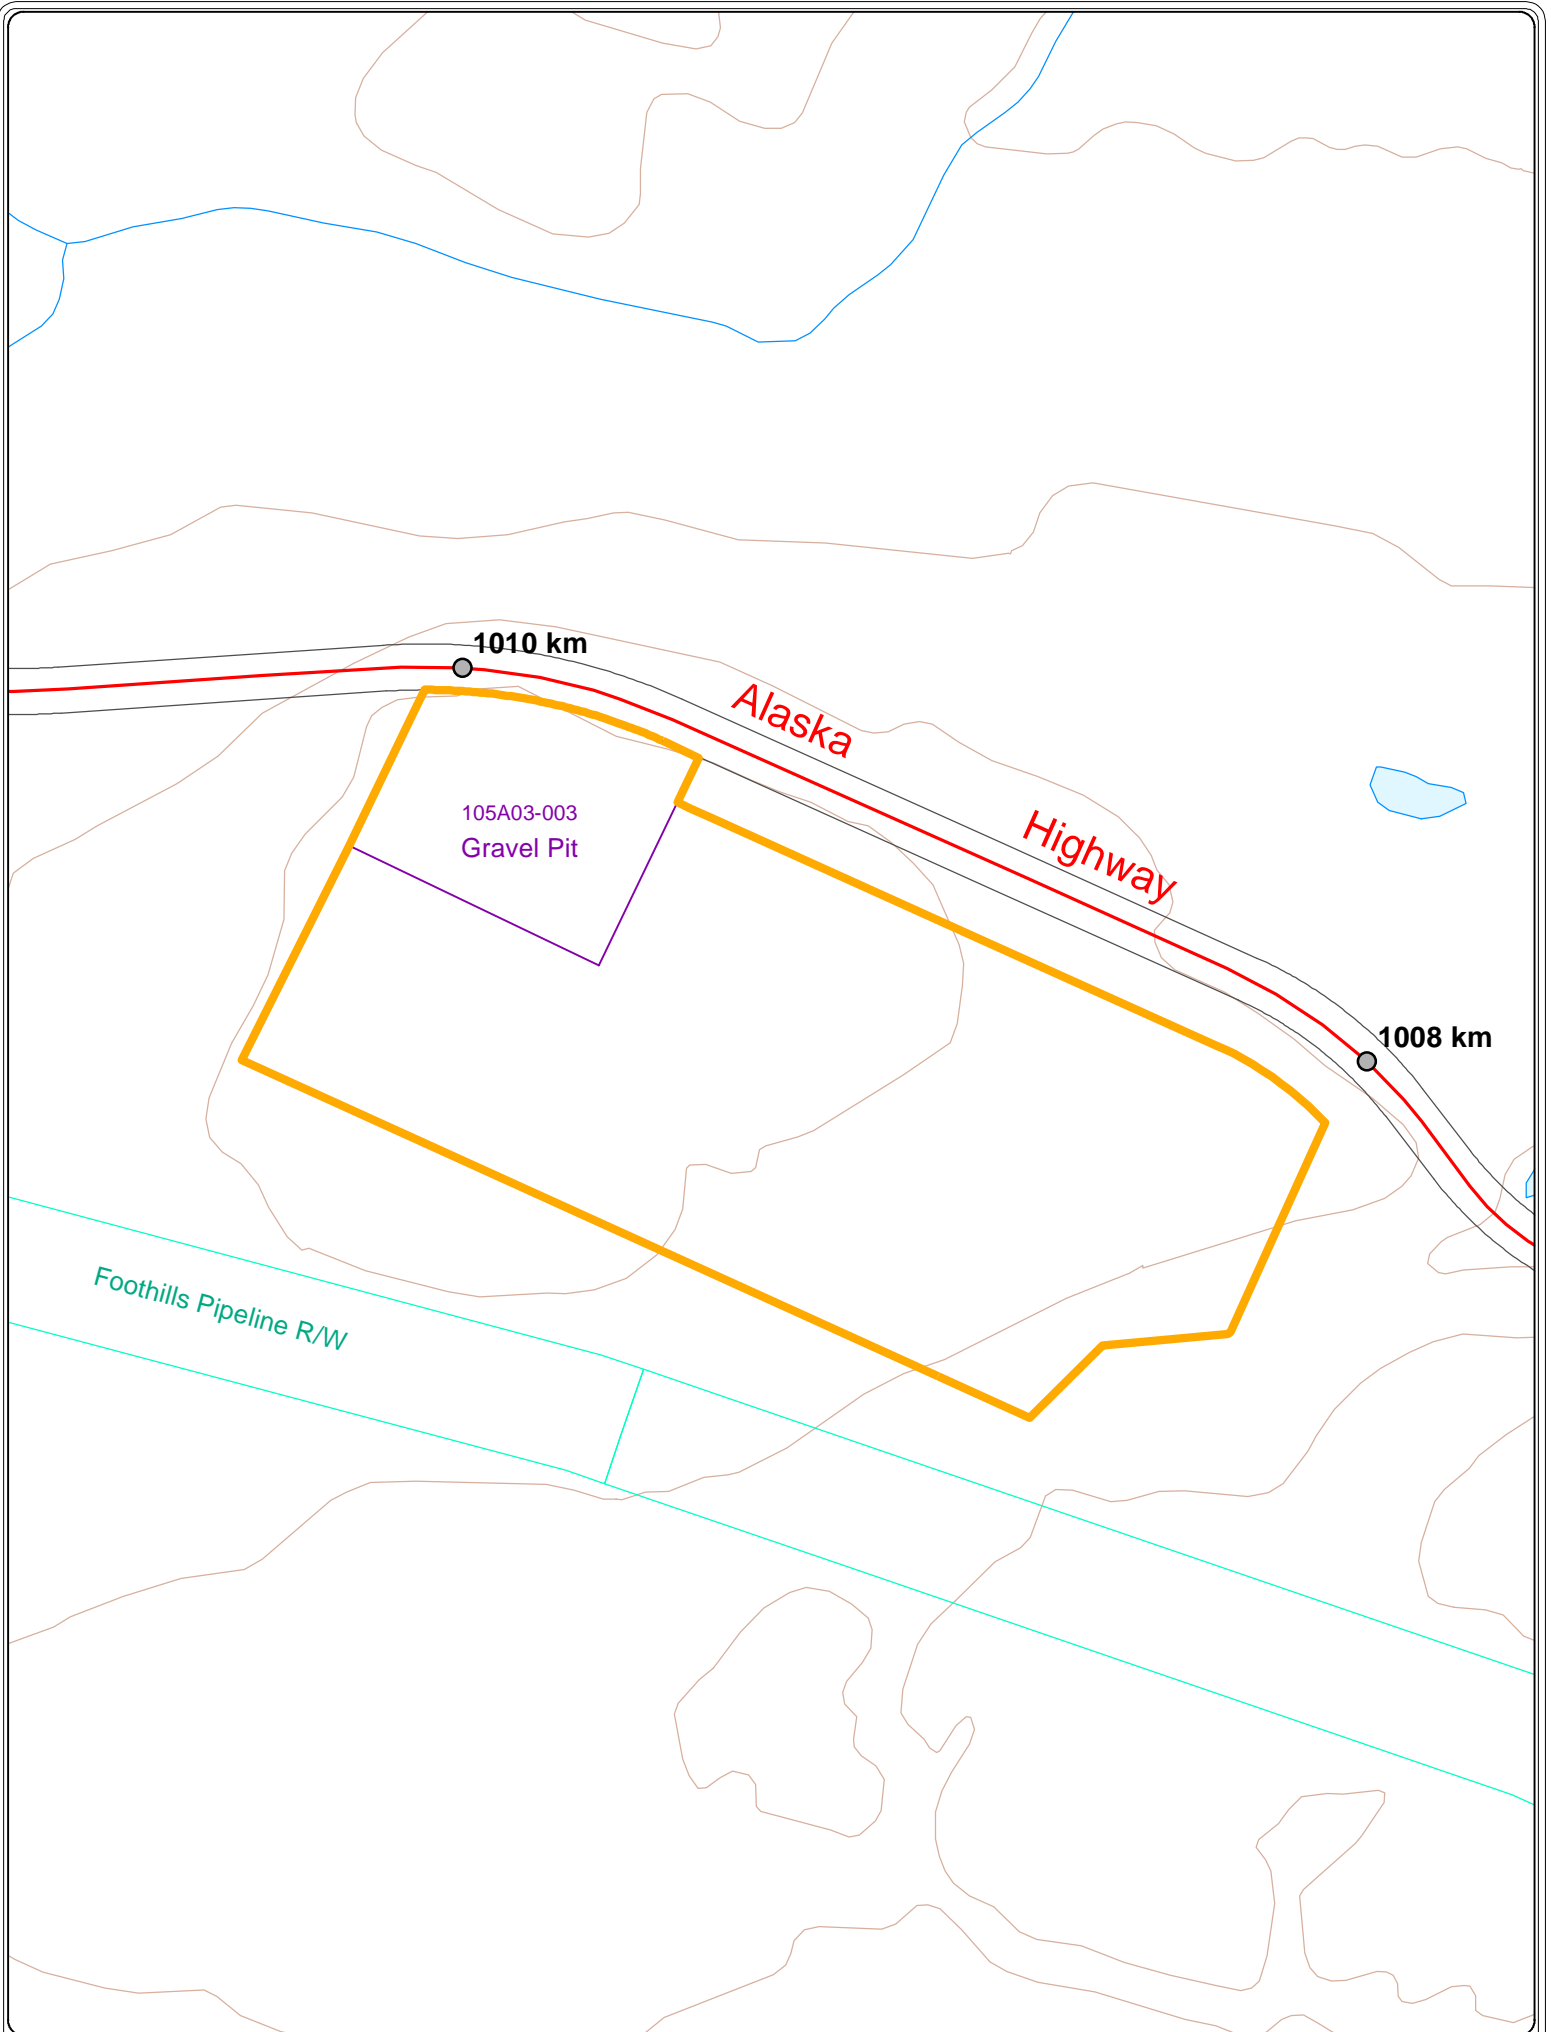 1010 km
Alaska
Highway
105A03-003
Gravel Pit
1008 km
Foothills Pipeline R/W